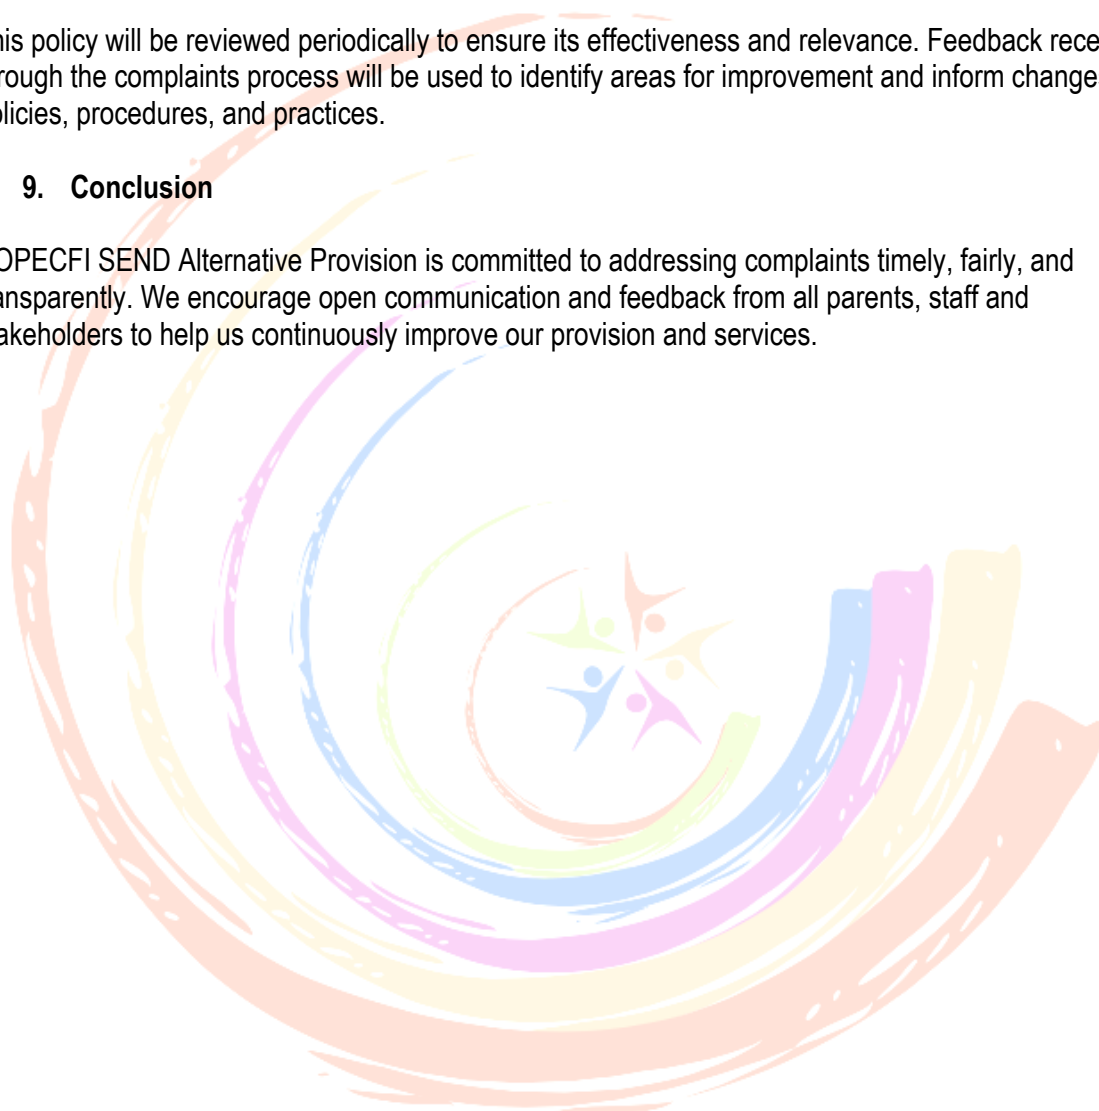 his policy will be reviewed periodically to ensure its effectiveness and relevance. Feedback rece
rough the complaints process will be used to identify areas for improvement and inform change
olicies, procedures, and practices.
9. Conclusion
OPECFI SEND Alternative Provision is committed to addressing complaints timely, fairly, and
ansparently. We encourage open communication and feedback from all parents, staff and
akeholders to help us continuously improve our provision and services.